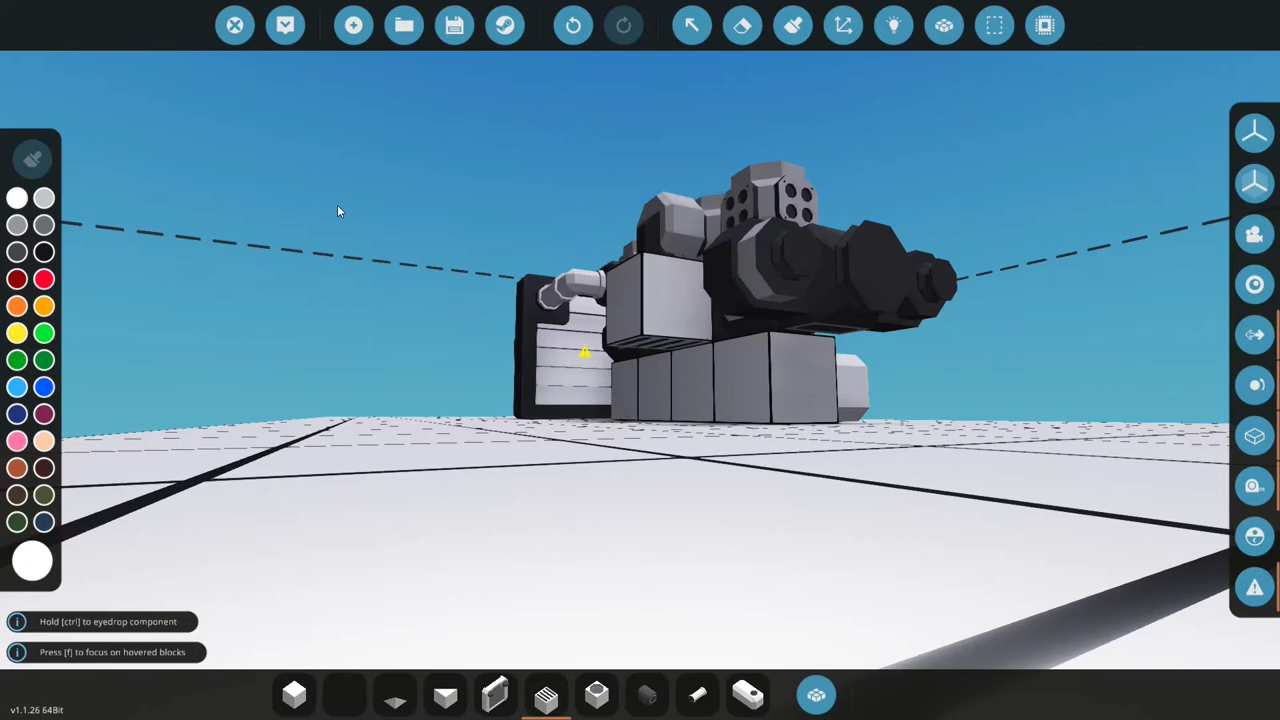 Hold [ctrl] to eyedrop component
Press [f] to focus on hovered blocks
v1.1.26 64Bit